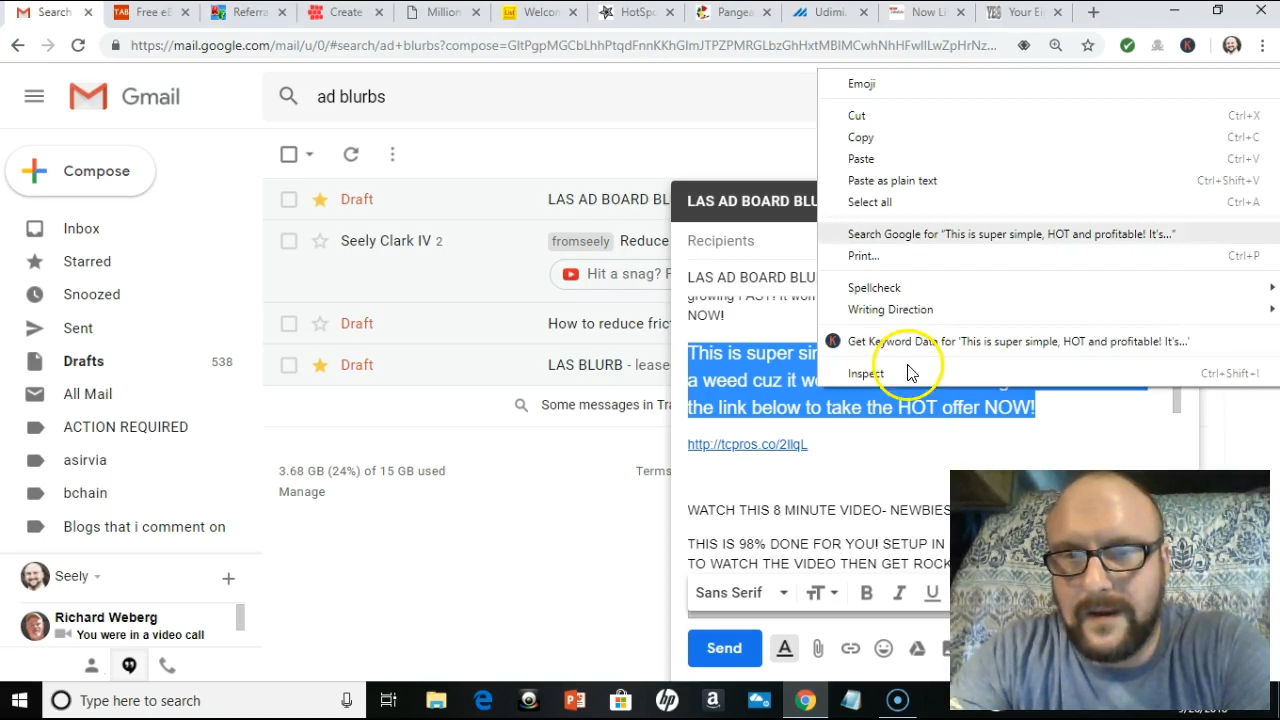 Search
Free eB
Referra
Create
Million
Welcom
HotSpo
Pangea
Udimi
Now Li
Your Ei
https://mail.google.com/mail/u/0/#search/ad+blurbs?compose=
Gmail
ad blurbs
Compose
Inbox
Starred
Snoozed
Sent
Drafts 538
All Mail
ACTION REQUIRED
asirvia
bchain
Blogs that i comment on
Seely
Richard Weberg
You were in a video call
Draft LAS AD BOARD BL
Seely Clark IV 2 fromseely Reduce
Hit a snag? F
Draft How to reduce fric
Draft LAS BLURB - lease
Some messages in Tra
3.68 GB (24%) of 15 GB used
Manage
Terms
LAS AD BOARD BLU
Recipients
LAS AD BOARD BLU
growing FAST! It
NOW!
This is super sim
a weed cuz it
the link below to take the HOT offer NOW!
http://tcpros.co/2IlqL
WATCH THIS 8 MINUTE VIDEO- NEWBIES
THIS IS 98% DONE FOR YOU! SETUP IN
TO WATCH THE VIDEO THEN GET ROCK
Sans Serif
B I U
Send
Emoji
Cut Ctrl+X
Copy Ctrl+C
Paste Ctrl+V
Paste as plain text Ctrl+Shift+V
Select all Ctrl+A
Search Google for “This is super simple, HOT and profitable! It's...”
Print... Ctrl+P
Spellcheck
Writing Direction
Get Keyword Data for 'This is super simple, HOT and profitable! It's...'
Inspect Ctrl+Shift+I
Type here to search